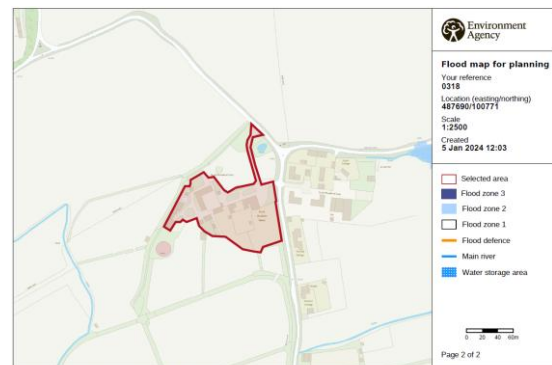 Environment
Agency
Flood map for planning
Your reference
0318
Location (easting/northing)
487690/100771
Scale
1:2500
Created
5 Jan 2024 12:03
Selected area
Flood zone 3
Flood zone 2
Flood zone 1
Flood defence
Main river
Water storage area
0 20 40 60m
Page 2 of 2